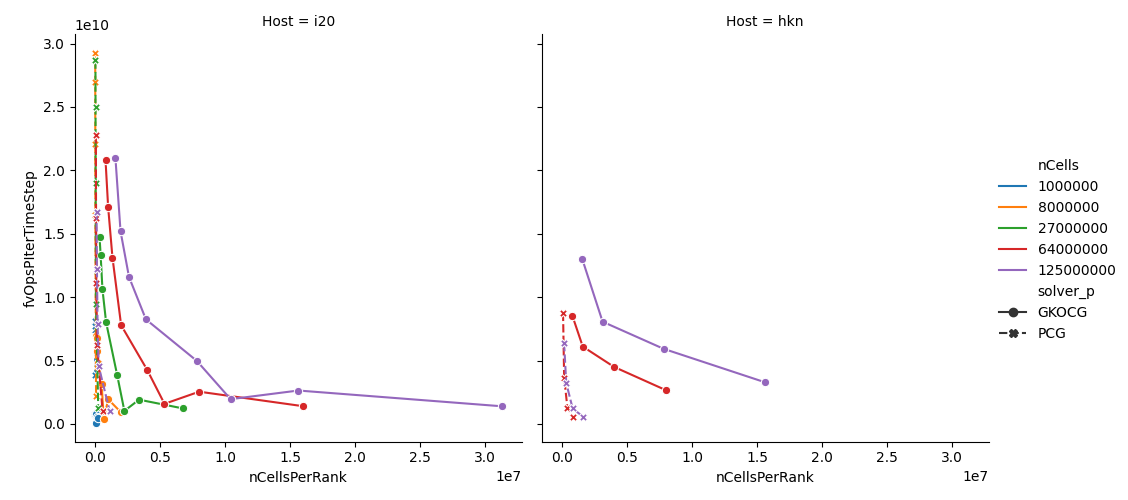 Host = i20
Host = hkn
1e10
3.0
2.5
2.0
1.5
1.0
0.5
0.0
fvOpsPIterTimeStep
0.0 0.5 1.0 1.5 2.0 2.5 3.0
1e7
nCellsPerRank
0.0 0.5 1.0 1.5 2.0 2.5 3.0
1e7
nCellsPerRank
nCells
1000000
8000000
27000000
64000000
125000000
solver_p
GKOCG
PCG